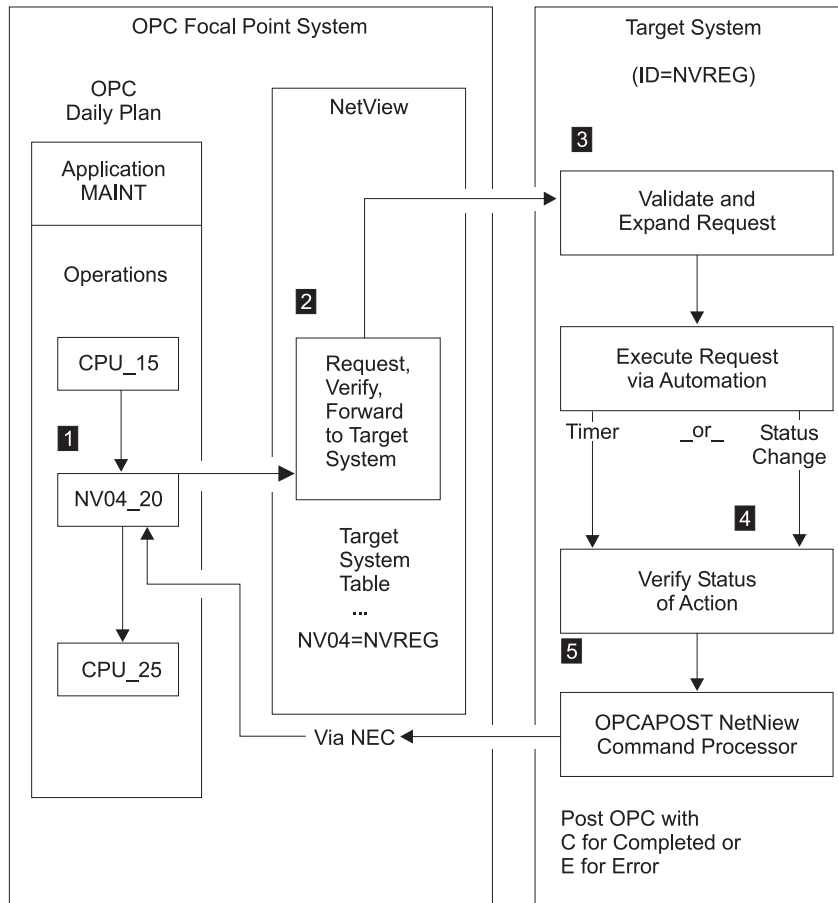 OPC Focal Point System
OPC
Daily Plan
Application
MAINT
Operations
CPU_15
1
NV04_20
CPU_25
NetView
2
Request,
Verify,
Forward
to Target
System
Target
System
Table
...
NV04=NVREG
Via NEC
Target System
(ID=NVREG)
3
Validate and
Expand Request
Execute Request
via Automation
Timer
_or_
Status
Change
4
Verify Status
of Action
5
OPCAPOST NetNiew
Command Processor
Post OPC with
C for Completed or
E for Error